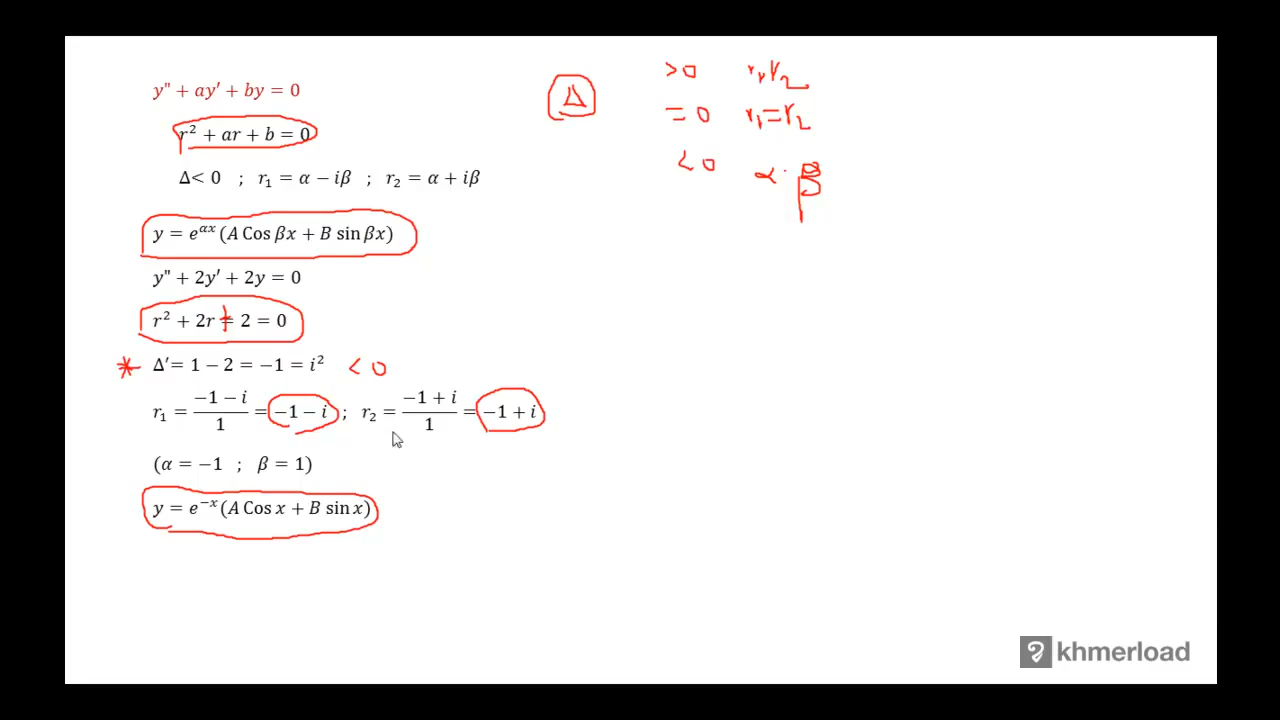 y" + ay′ + by = 0
r² + ar + b = 0
Δ< 0 ; r₁ = α − iβ ; r₂ = α + iβ
y = e^{αx}(A Cos βx + B sin βx)
y" + 2y′ + 2y = 0
r² + 2r + 2 = 0
* Δ′= 1 − 2 = −1 = i² < 0
r₁ = \frac{−1 − i}{1} = −1 − i ; r₂ = \frac{−1 + i}{1} = −1 + i
(α = −1 ; β = 1)
y = e^{−x}(A Cos x + B sin x)
Δ
> 0 r₁, r₂
= 0 r₁ = r₂
< 0 α . β
khmerload